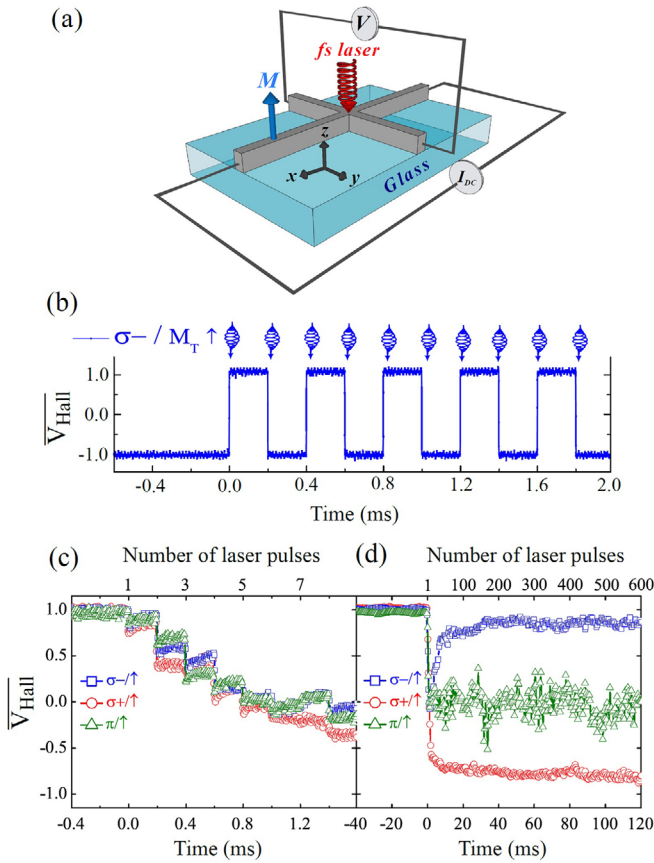 (a)
V
fs laser
M
z
x
y
Glass
I_DC
(b)
σ− / M_T ↑
V̅_Hall
1.0
0.0
-1.0
-0.4 0.0 0.4 0.8 1.2 1.6 2.0
Time (ms)
(c) Number of laser pulses
1 3 5 7
V̅_Hall
1.0
0.5
0.0
-0.5
-1.0
σ−/↑
σ+/↑
π/↑
-0.4 0.0 0.4 0.8 1.2
Time (ms)
(d) Number of laser pulses
1 100 200 300 400 500 600
σ−/↑
σ+/↑
π/↑
-40 -20 0 20 40 60 80 100 120
Time (ms)